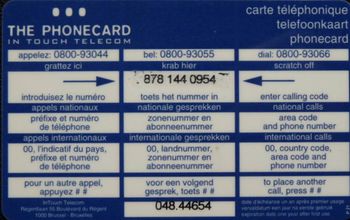 THE PHONECARD
IN TOUCH TELECOM
carte téléphonique
telefoonkaart
phonecard
appelez: 0800-93044
bel: 0800-93055
dial: 0800-93066
grattez ici
krab hier
scratch off
878 144 0954
introduisez le numéro
toets het nummer in
enter calling code
appels nationaux
nationale gesprekken
national calls
préfixe et numéro
de téléphone
zonenummer en
abonneenummer
area code
and phone number
appels internationaux
internationale gesprekken
international calls
00, l'indicatif du pays,
préfixe et numéro
de téléphone
00, landnummer,
zonenummer en
abonneenummer
00, country code,
area code and
phone number
pour un autre appel,
appuyez # #
voor een volgend
gesprek, toets # #
to place another
call, press # #
InTouch Telecom
Régentlaan 55 Boulevard du Régent
1000 Brussel - Bruxelles
048.44654